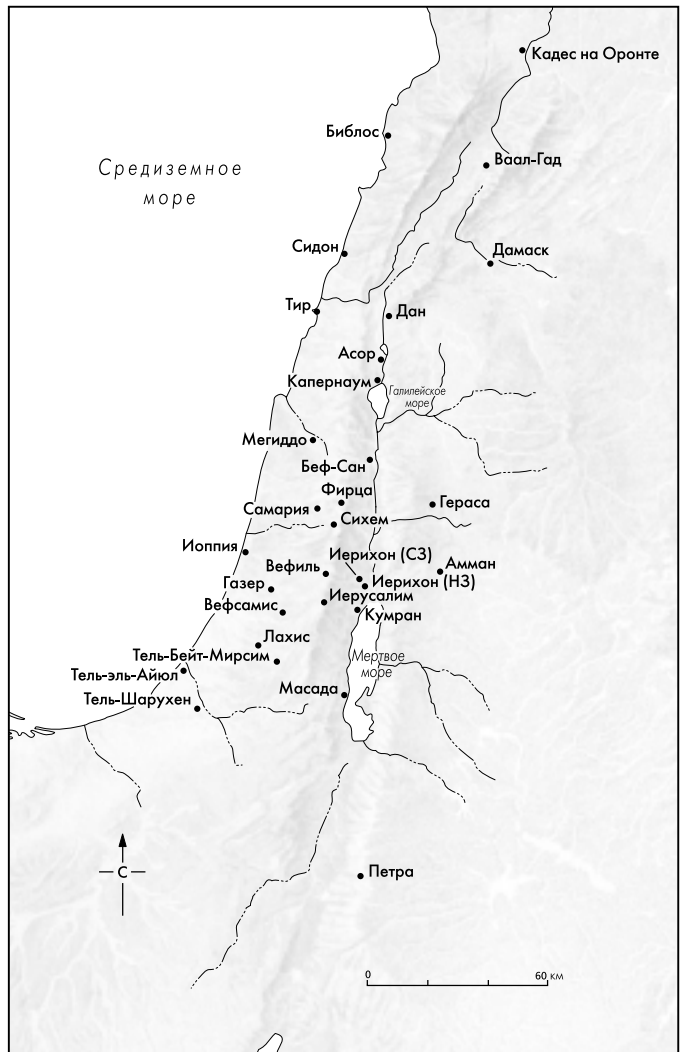 Кадес на Оронте
Библос
Ваал-Гад
Средиземное
море
Сидон
Дамаск
Тир
Дан
Асор
Капернаум
Галилейское
море
Мегиддо
Беф-Сан
Фирца
Гераса
Самария
Сихем
Иоппия
Иерихон (СЗ)
Вефиль
Амман
Иерихон (НЗ)
Газер
Иерусалим
Вефсамис
Кумран
Лахис
Тель-Бейт-Мирсим
Мертвое
море
Тель-эль-Айюл
Масада
Тель-Шарухен
С
Петра
0
60 км